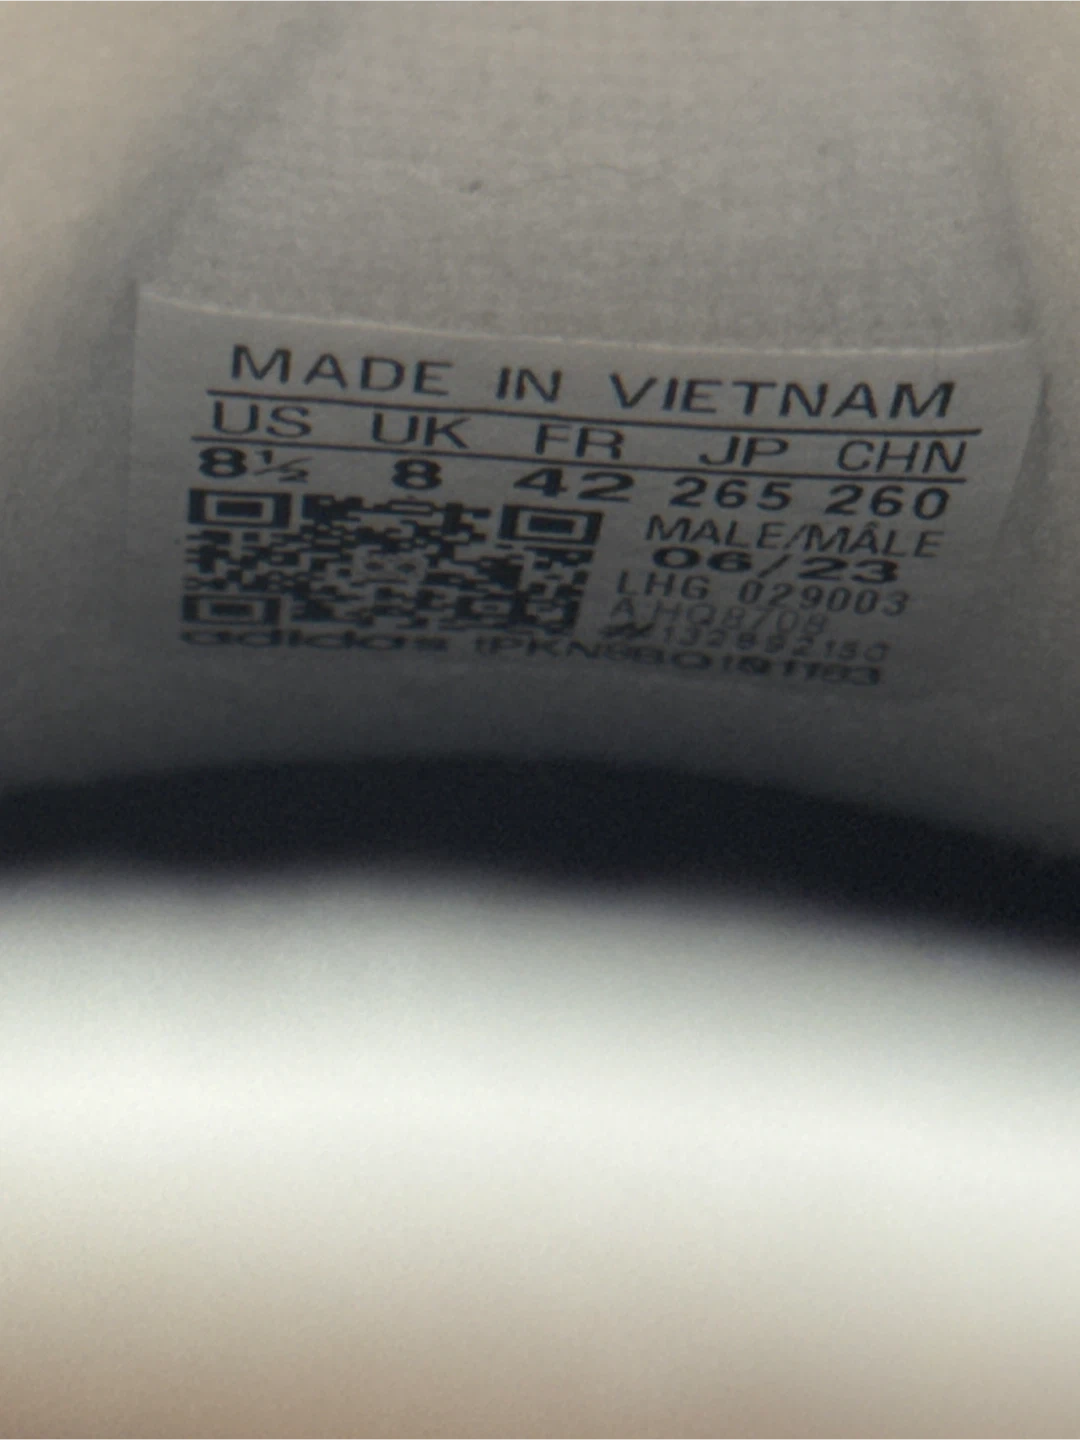 MADE IN VIETNAM
US UK FR JP CHN
8½ 8 42 265 260
MALE/MÂLE
06/23
LHG 029003
adidas